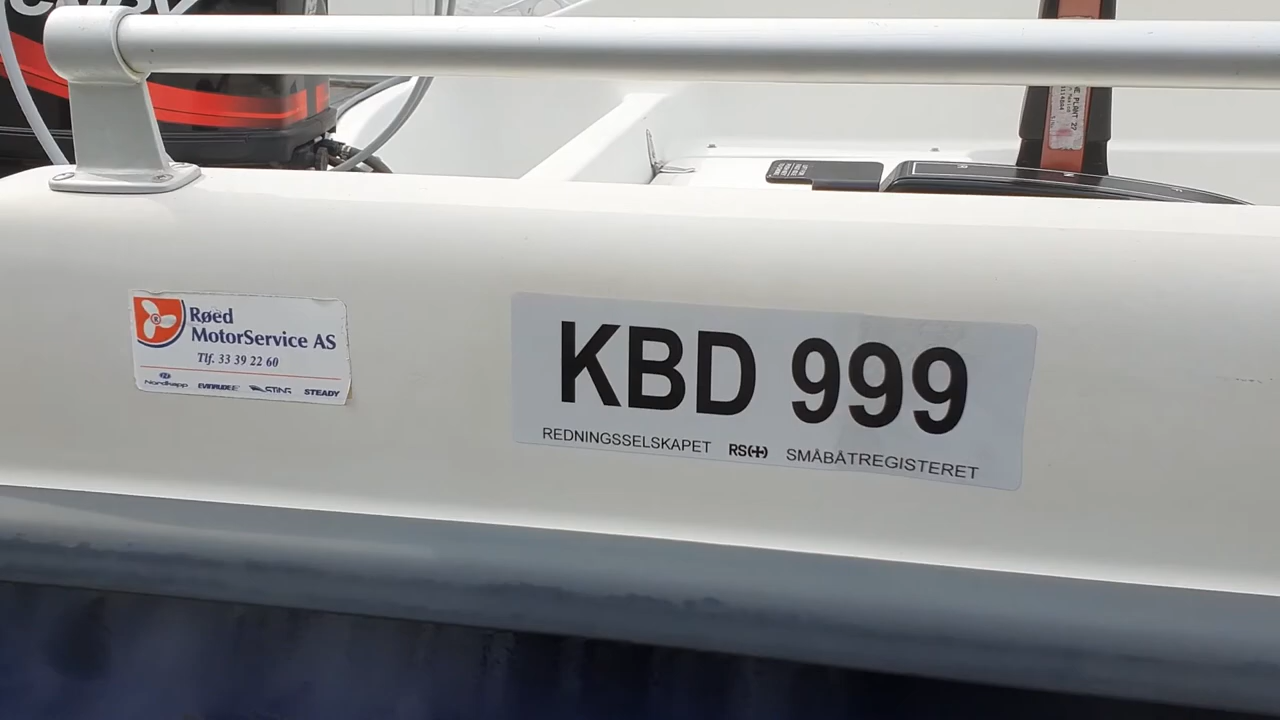 Røed
MotorService AS
Tlf. 33 39 22 60
Nordkapp EVINRUDE STING STEADY
KBD 999
REDNINGSSELSKAPET RS SMÅBÅTREGISTERET